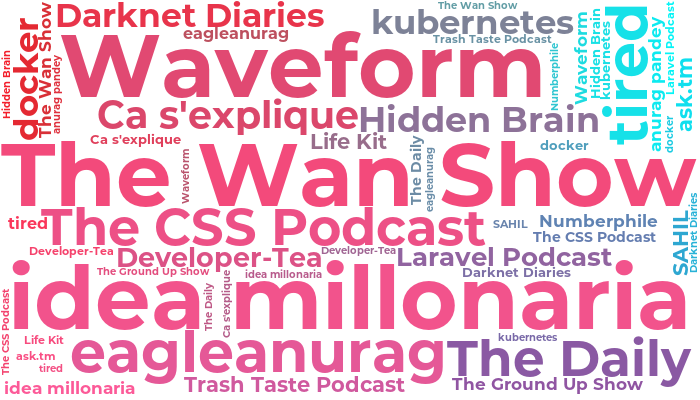 The Wan Show
Darknet Diaries
kubernetes
eagleanurag
Trash Taste Podcast
Hidden Brain
docker
The Wan Show
anurag pandey
Waveform
Numberphile
Waveform
Hidden Brain
kubernetes
tired
anurag pandey
Laravel Podcast
docker
ask.tm
Ca s'explique
Hidden Brain
Ca s'explique
Life Kit
docker
The Wan Show
Waveform
The Daily
eagleanurag
tired
The CSS Podcast
SAHIL
Numberphile
The CSS Podcast
SAHIL
Darknet Diaries
Developer-Tea
Developer-Tea
Developer-Tea
Laravel Podcast
The Ground Up Show
idea millonaria
Darknet Diaries
idea millonaria
The Daily
Ca s'explique
The CSS Podcast
Life Kit
ask.tm
tired
eagleanurag
kubernetes
The Daily
idea millonaria
Trash Taste Podcast
The Ground Up Show